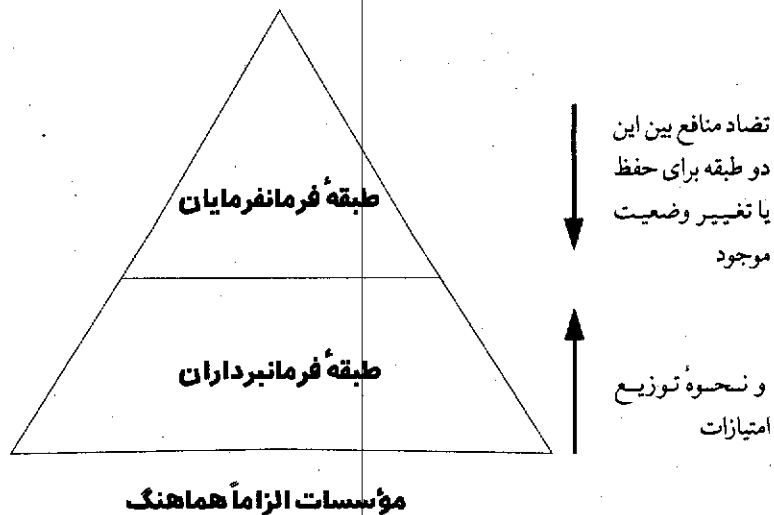 تضاد منافع بین این
دو طبقه برای حفظ
یا تغییر وضعیت
موجود
طبقهٔ فرمانفرمایان
طبقهٔ فرمانبرداران
و نحوهٔ توزیع
امتیازات
مؤسسات الزاماً هماهنگ